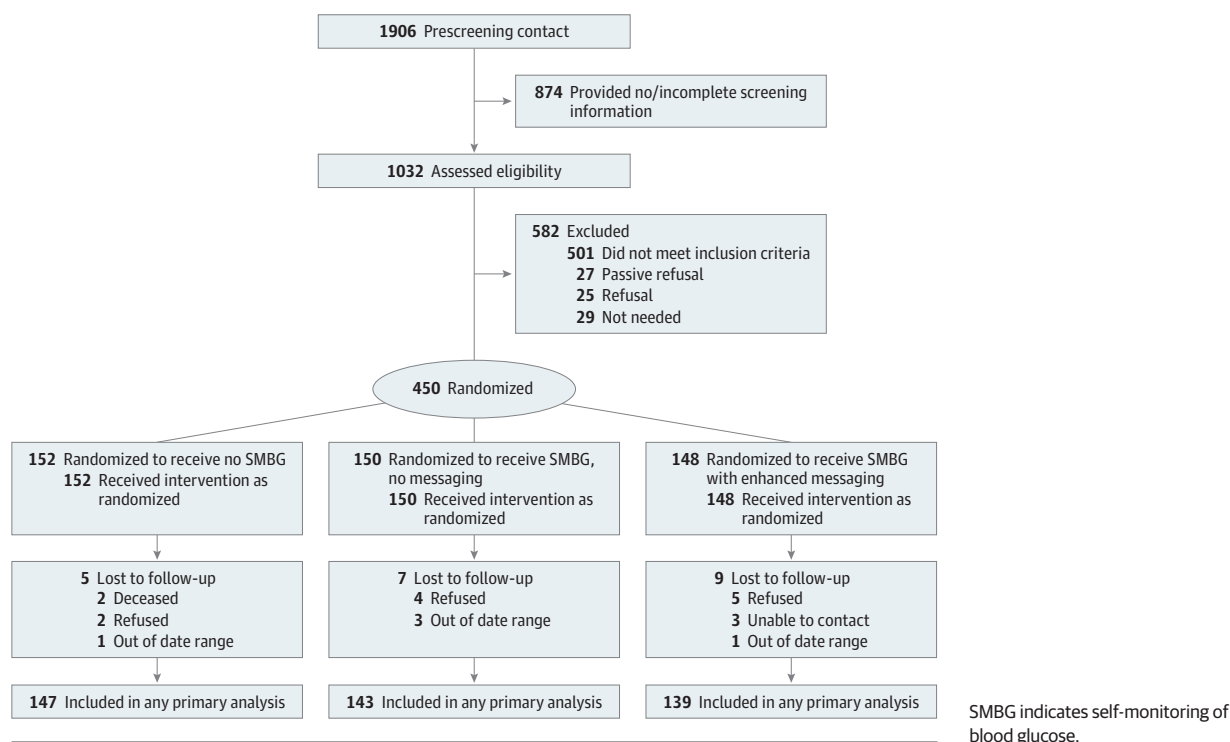 1906 Prescreening contact
874 Provided no/incomplete screening
information
1032 Assessed eligibility
582 Excluded
501 Did not meet inclusion criteria
27 Passive refusal
25 Refusal
29 Not needed
450 Randomized
152 Randomized to receive no SMBG
152 Received intervention as
randomized
150 Randomized to receive SMBG,
no messaging
150 Received intervention as
randomized
148 Randomized to receive SMBG
with enhanced messaging
148 Received intervention as
randomized
5 Lost to follow-up
2 Deceased
2 Refused
1 Out of date range
7 Lost to follow-up
4 Refused
3 Out of date range
9 Lost to follow-up
5 Refused
3 Unable to contact
1 Out of date range
147 Included in any primary analysis
143 Included in any primary analysis
139 Included in any primary analysis
SMBG indicates self-monitoring of
blood glucose.